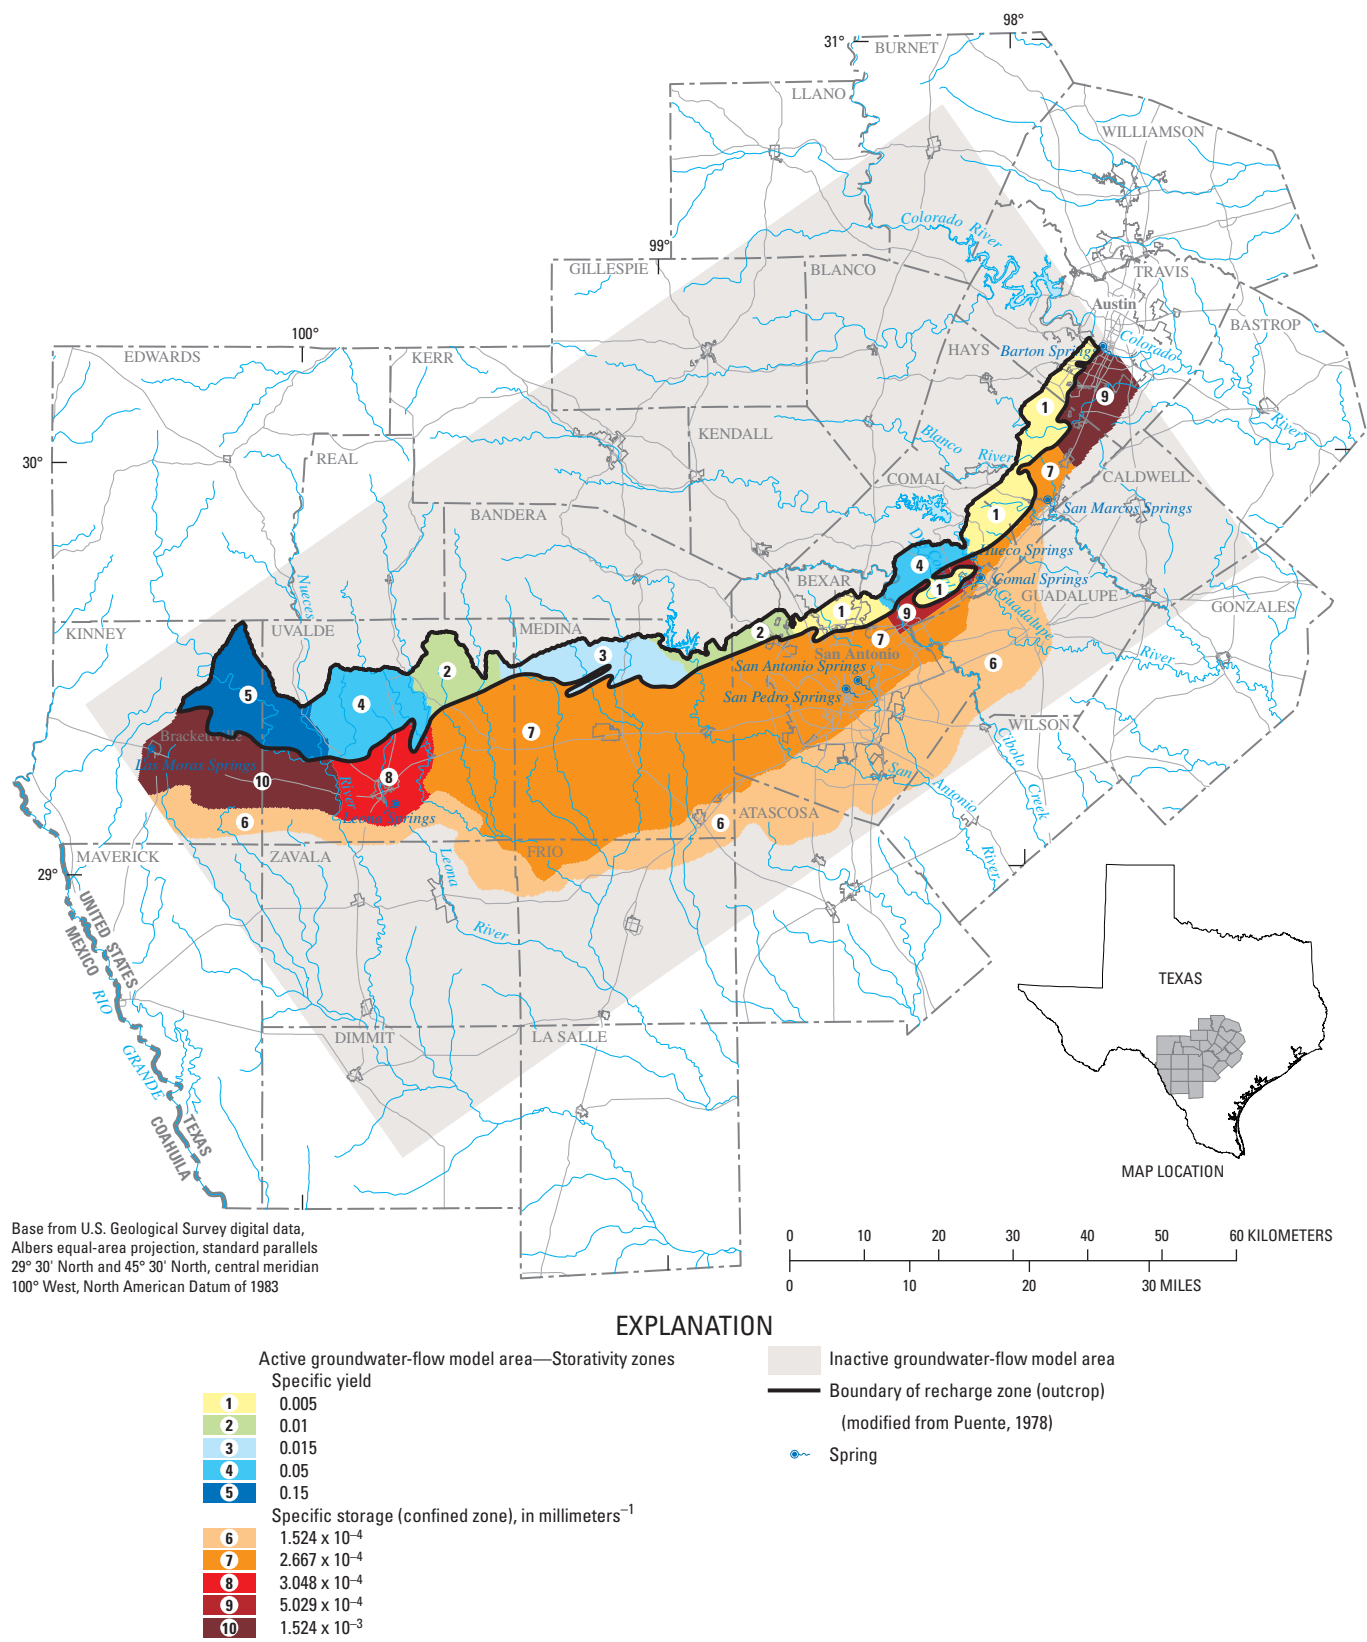 98°
31°
BURNET
LLANO
WILLIAMSON
Colorado River
99°
GILLESPIE
BLANCO
TRAVIS
Austin
BASTROP
100°
EDWARDS
KERR
HAYS
Barton Springs
Colorado
River
9
1
KENDALL
Blanco
River
30°
REAL
7
COMAL
CALDWELL
BANDERA
1
San Marcos Springs
Hueco Springs
4
Comal Springs
Nueces
BEXAR
1
GUADALUPE
GONZALES
Guadalupe
River
KINNEY
UVALDE
MEDINA
1
9
2
7
San Antonio
3
6
San Antonio Springs
2
5
San Pedro Springs
4
WILSON
Brackettville
7
Cibolo
Creek
Las Moras Springs
10
8
River
San
Antonio
River
Leona Springs
6
6
ATASCOSA
MAVERICK
ZAVALA
FRIO
29°
Leona
River
UNITED STATES
MEXICO
RIO
GRANDE
TEXAS
DIMMIT
LA SALLE
TEXAS
COAHUILA
MAP LOCATION
Base from U.S. Geological Survey digital data,
Albers equal-area projection, standard parallels
29° 30' North and 45° 30' North, central meridian
100° West, North American Datum of 1983
0 10 20 30 40 50 60 KILOMETERS
0 10 20 30 MILES
EXPLANATION
Active groundwater-flow model area—Storativity zones
Specific yield
1 0.005
2 0.01
3 0.015
4 0.05
5 0.15
Specific storage (confined zone), in millimeters⁻¹
6 1.524 x 10⁻⁴
7 2.667 x 10⁻⁴
8 3.048 x 10⁻⁴
9 5.029 x 10⁻⁴
10 1.524 x 10⁻³
Inactive groundwater-flow model area
Boundary of recharge zone (outcrop)
(modified from Puente, 1978)
Spring